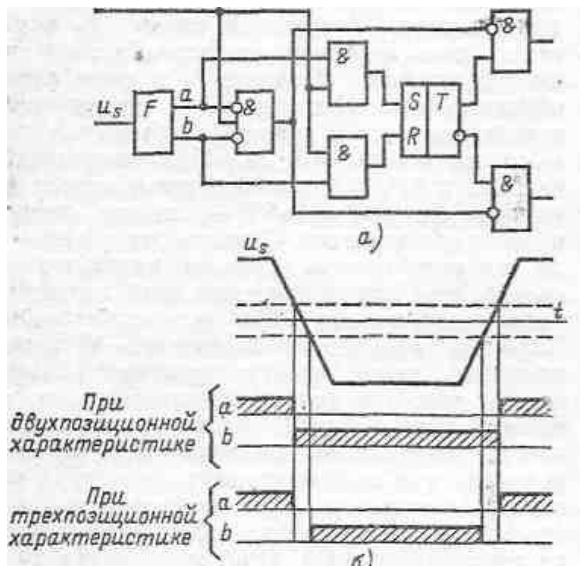 &
&
u_s
F
a
b
&
S
T
R
&
&
а)
u_s
t
При
двухпозиционной
характеристике
a
b
При
трехпозиционной
характеристике
a
b
б)